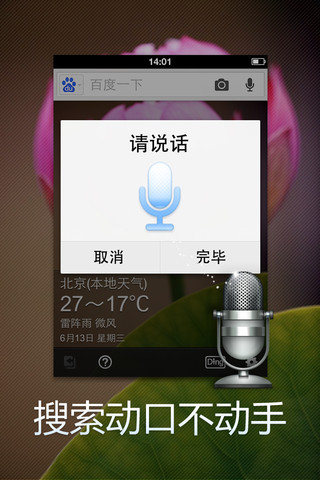 14:01
百度一下
请说话
取消
完毕
北京(本地天气)
27～17℃
雷阵雨 微风
6月13日 星期三
?
搜索动口不动手